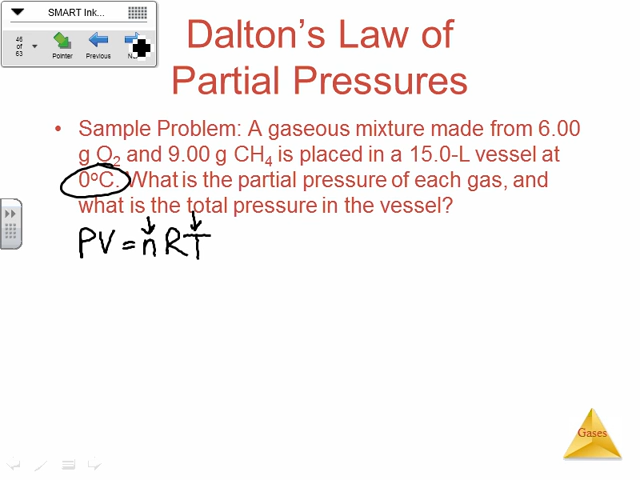 SMART Ink...
46
of
63
Pointer
Previous
Dalton's Law of
Partial Pressures
• Sample Problem: A gaseous mixture made from 6.00
g O₂ and 9.00 g CH₄ is placed in a 15.0-L vessel at
0°C. What is the partial pressure of each gas, and
what is the total pressure in the vessel?
PV = nRT
Gases